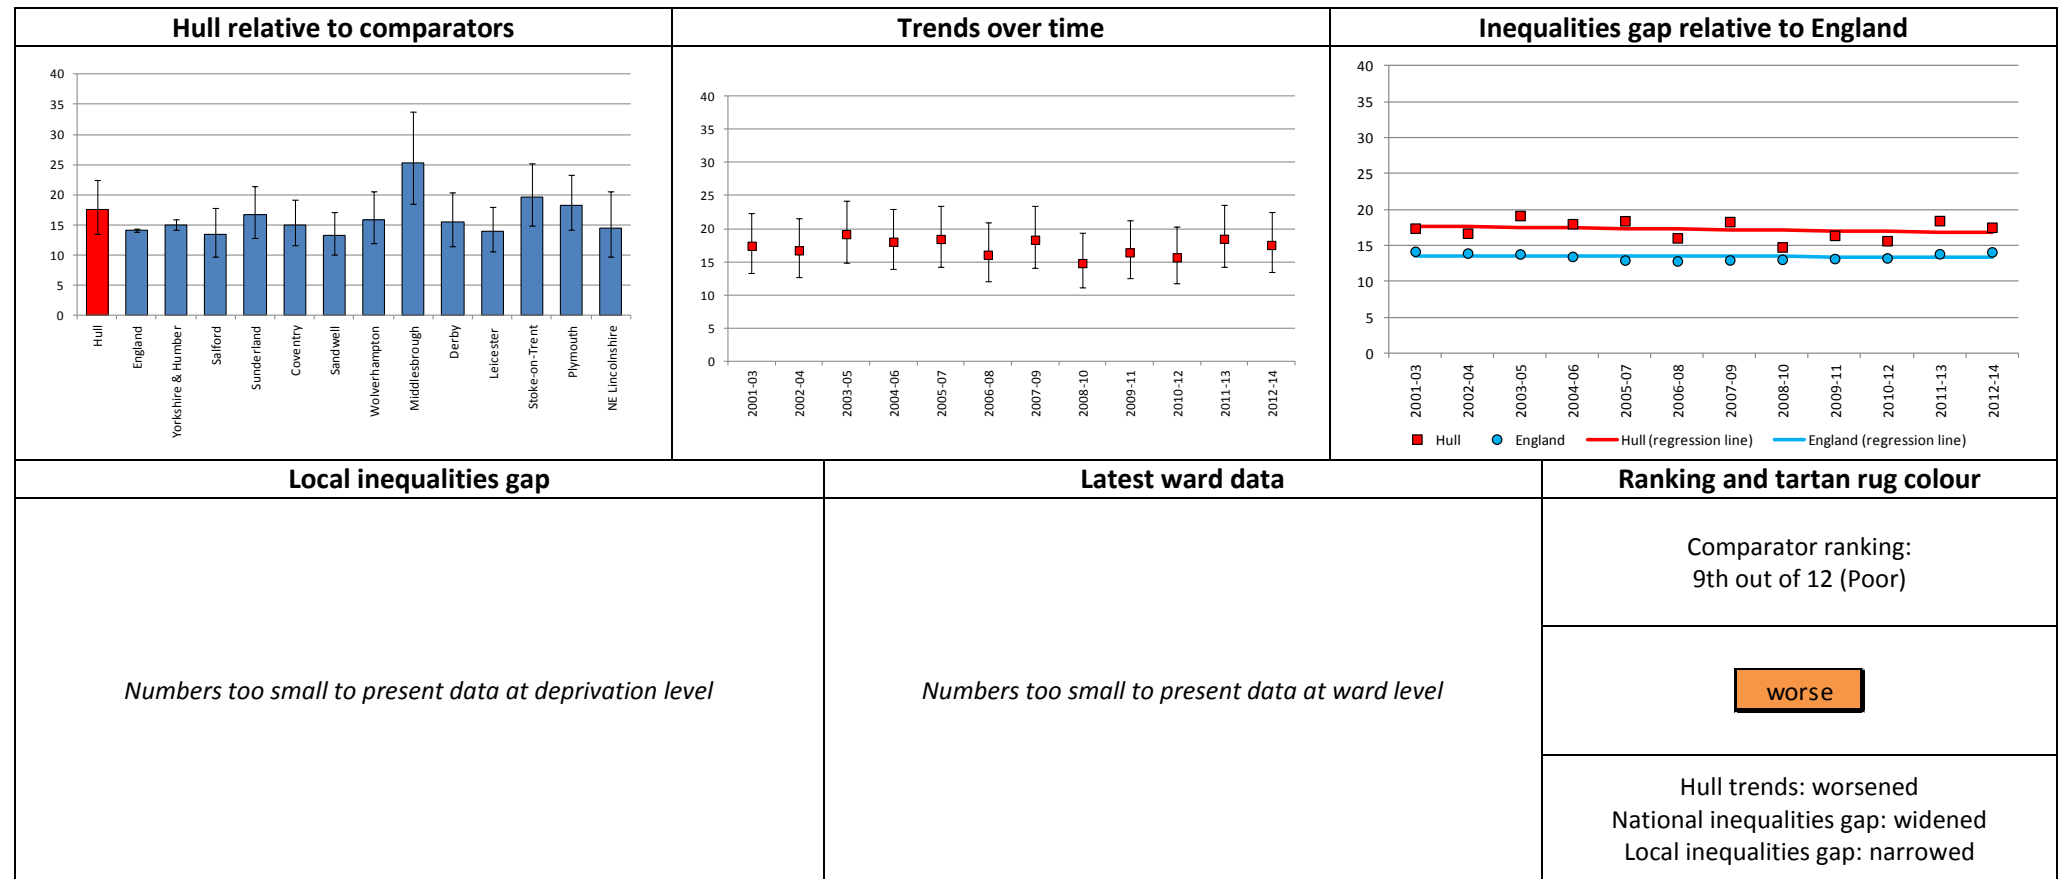 Hull relative to comparators
Trends over time
Inequalities gap relative to England
40
35
30
25
20
15
10
5
0
Hull
England
Yorkshire & Humber
Salford
Sunderland
Coventry
Sandwell
Wolverhampton
Middlesbrough
Derby
Leicester
Stoke-on-Trent
Plymouth
NE Lincolnshire
40
35
30
25
20
15
10
5
0
2001-03
2002-04
2003-05
2004-06
2005-07
2006-08
2007-09
2008-10
2009-11
2010-12
2011-13
2012-14
40
35
30
25
20
15
10
5
0
2001-03
2002-04
2003-05
2004-06
2005-07
2006-08
2007-09
2008-10
2009-11
2010-12
2011-13
2012-14
Hull England Hull (regression line) England (regression line)
Local inequalities gap
Latest ward data
Ranking and tartan rug colour
Numbers too small to present data at deprivation level
Numbers too small to present data at ward level
Comparator ranking:
9th out of 12 (Poor)
worse
Hull trends: worsened
National inequalities gap: widened
Local inequalities gap: narrowed